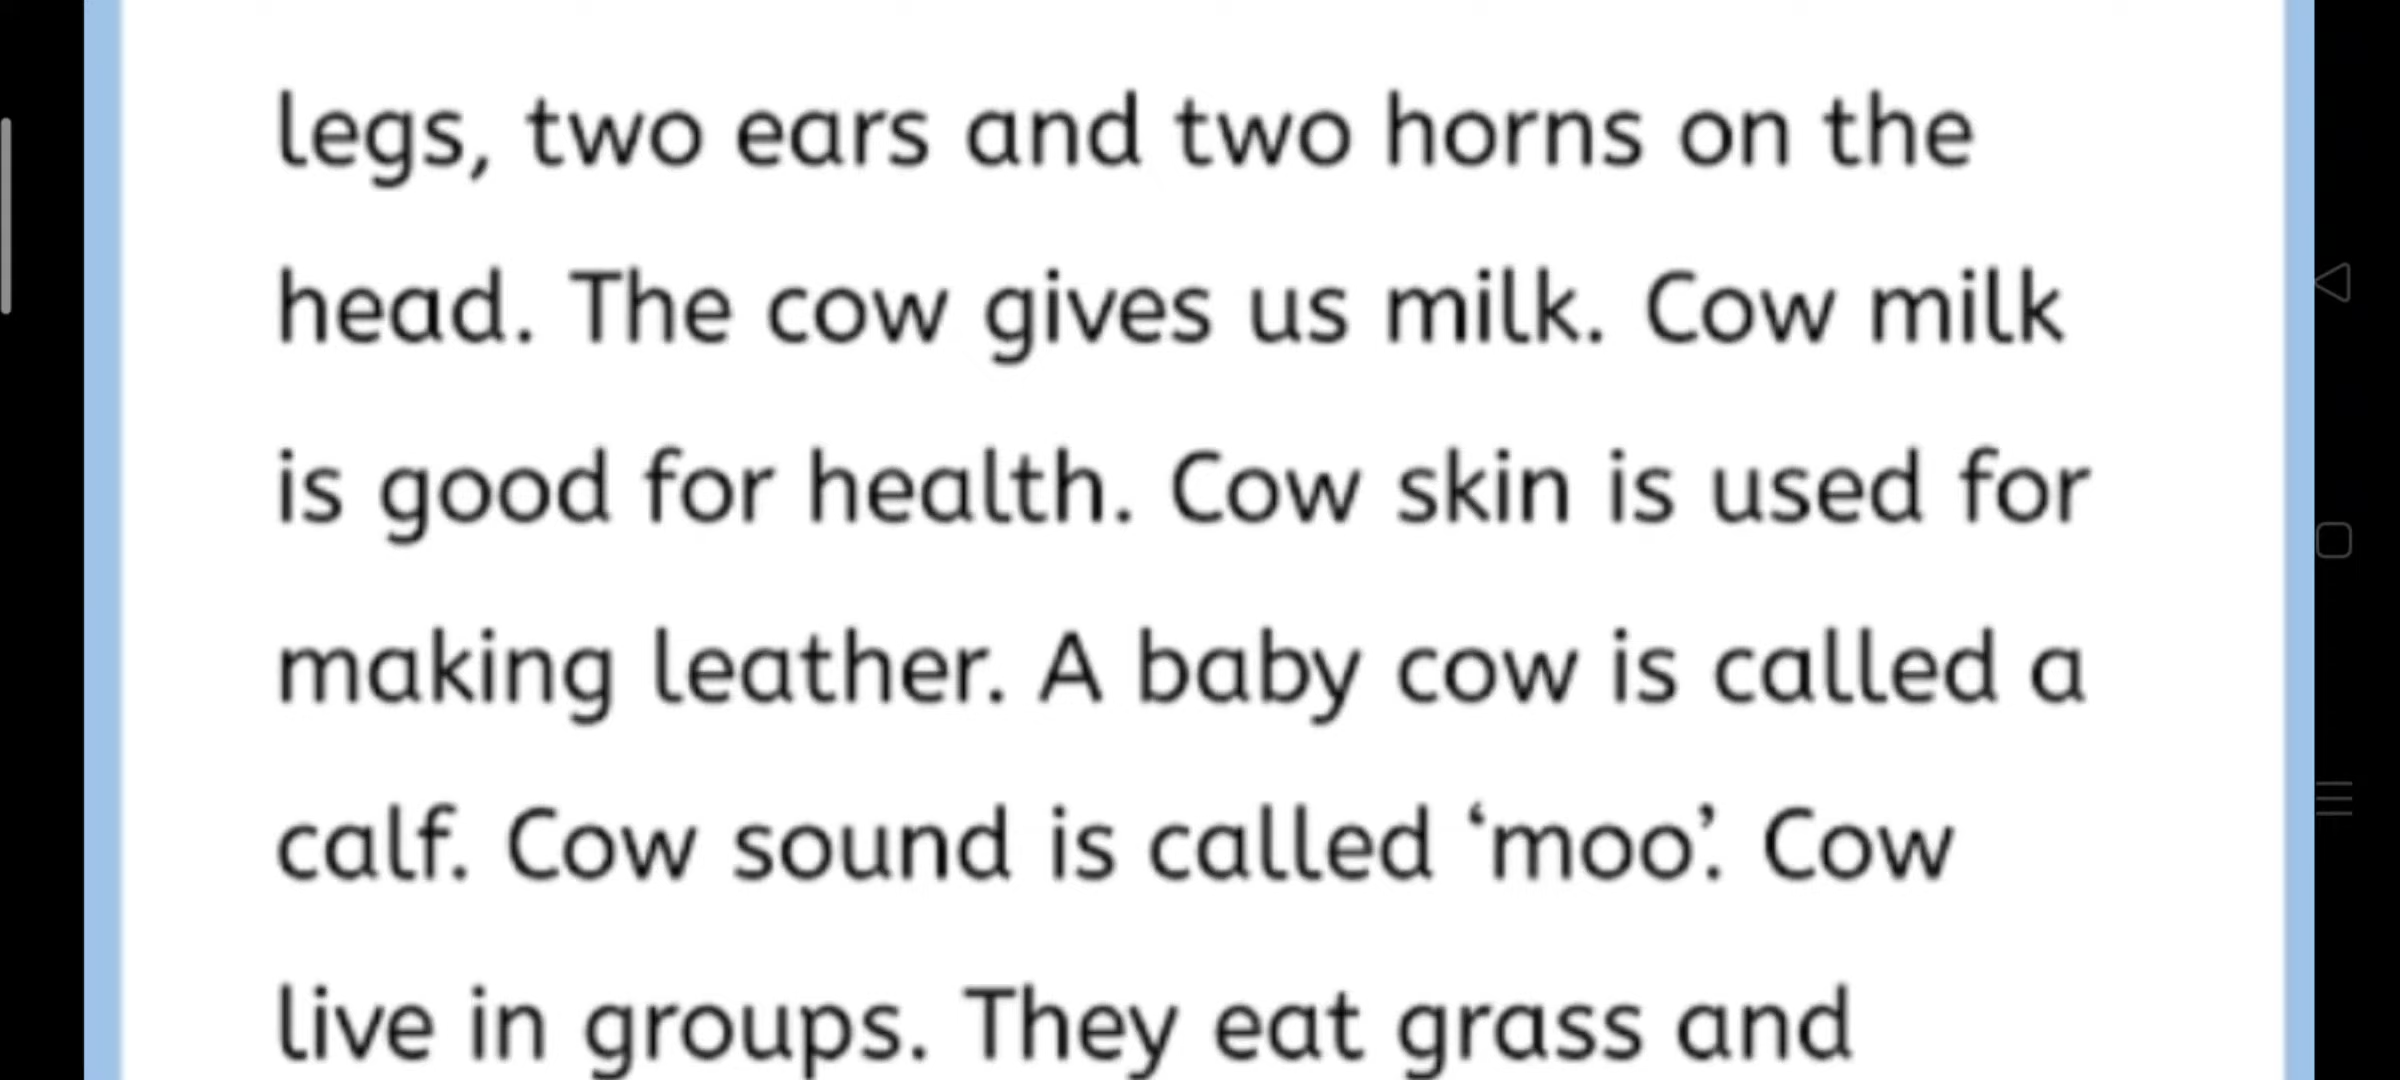 legs, two ears and two horns on the
head. The cow gives us milk. Cow milk
is good for health. Cow skin is used for
making leather. A baby cow is called a
calf. Cow sound is called ‘moo’. Cow
live in groups. They eat grass and